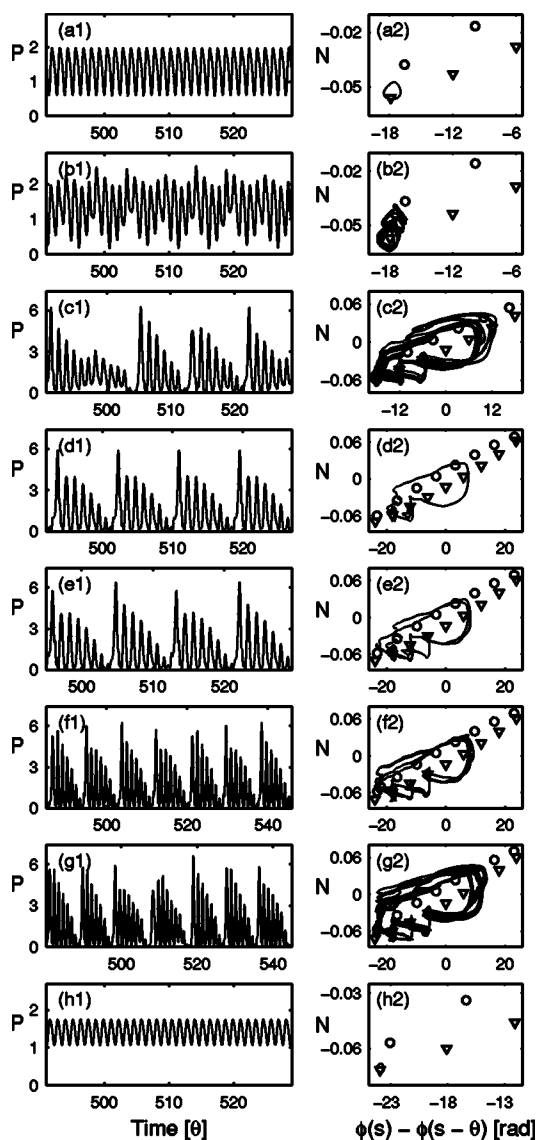 (a1) (a2)
P 2 1 0 500 510 520
N −0.02 −0.05 −18 −12 −6
(b1) (b2)
P 2 1 0 500 510 520
N −0.02 −0.05 −18 −12 −6
(c1) (c2)
P 6 3 0 500 510 520
N 0.06 0 −0.06 −12 0 12
(d1) (d2)
P 6 3 0 500 510 520
N 0.06 0 −0.06 −20 0 20
(e1) (e2)
P 6 3 0 500 510 520
N 0.06 0 −0.06 −20 0 20
(f1) (f2)
P 6 3 0 500 520 540
N 0.06 0 −0.06 −20 0 20
(g1) (g2)
P 6 3 0 500 520 540
N 0.06 0 −0.06 −20 0 20
(h1) (h2)
P 2 1 0 500 510 520
N −0.03 −0.06 −23 −18 −13
Time [θ] ϕ(s) − ϕ(s − θ) [rad]